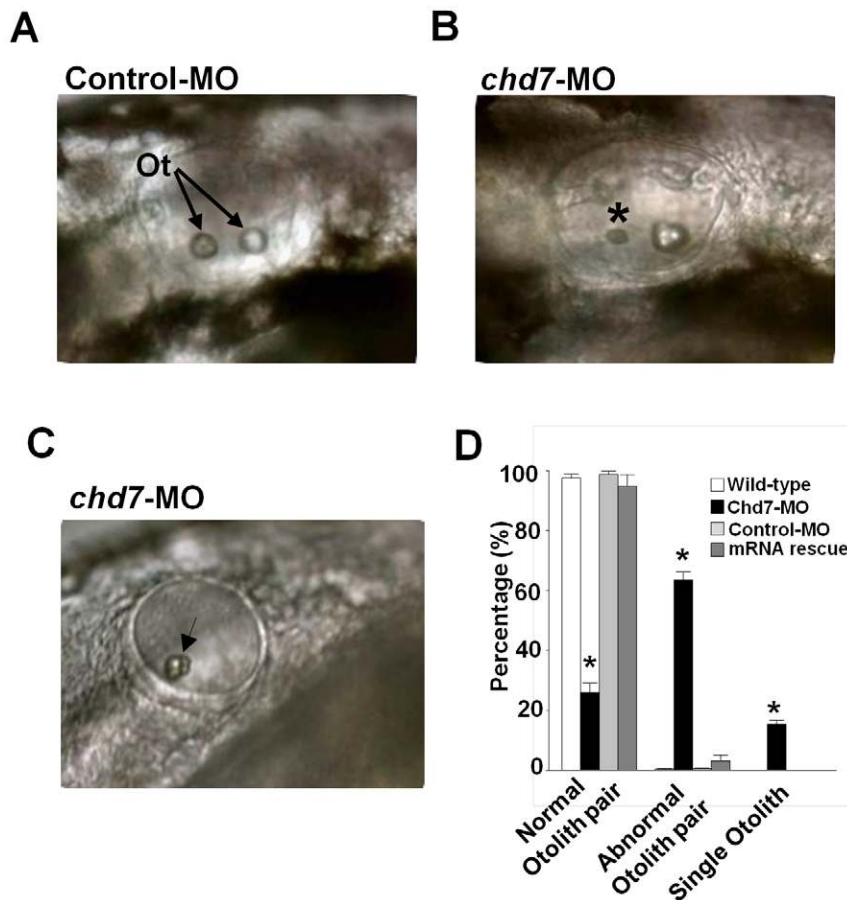 A
Control-MO
Ot
B
chd7-MO
*
C
chd7-MO
D
Percentage (%)
100
80
60
40
20
0
*
*
*
Wild-type
Chd7-MO
Control-MO
mRNA rescue
Normal
Otolith pair
Abnormal
Otolith pair
Single Otolith